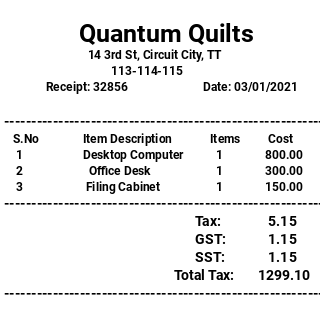 Quantum Quilts
14 3rd St, Circuit City, TT
113-114-115
Receipt: 32856 Date: 03/01/2021
S.No Item Description Items Cost
1 Desktop Computer 1 800.00
2 Office Desk 1 300.00
3 Filing Cabinet 1 150.00
Tax: 5.15
GST: 1.15
SST: 1.15
Total Tax: 1299.10